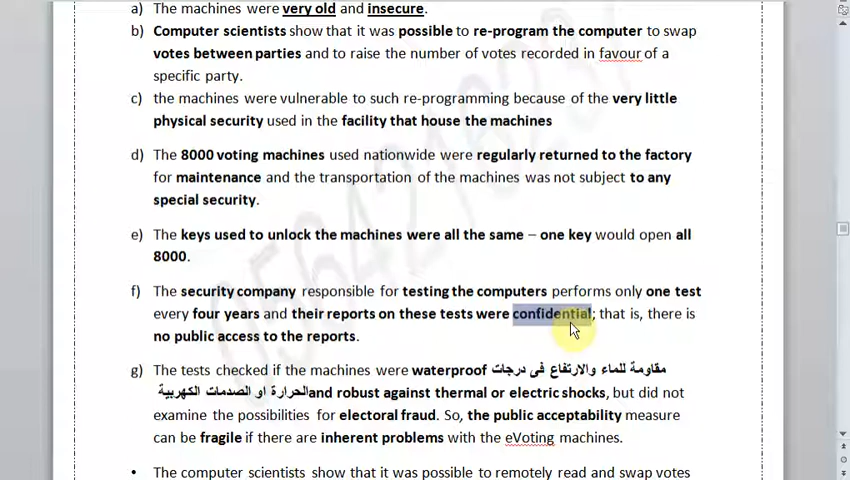 a) The machines were very old and insecure.
b) Computer scientists show that it was possible to re-program the computer to swap
votes between parties and to raise the number of votes recorded in favour of a
specific party.
c) the machines were vulnerable to such re-programming because of the very little
physical security used in the facility that house the machines
d) The 8000 voting machines used nationwide were regularly returned to the factory
for maintenance and the transportation of the machines was not subject to any
special security.
e) The keys used to unlock the machines were all the same – one key would open all
8000.
f) The security company responsible for testing the computers performs only one test
every four years and their reports on these tests were confidential; that is, there is
no public access to the reports.
g) The tests checked if the machines were waterproof مقاومة للماء والارتفاع فى درجات
الحرارة او الصدمات الكهربية and robust against thermal or electric shocks, but did not
examine the possibilities for electoral fraud. So, the public acceptability measure
can be fragile if there are inherent problems with the eVoting machines.
• The computer scientists show that it was possible to remotely read and swap votes